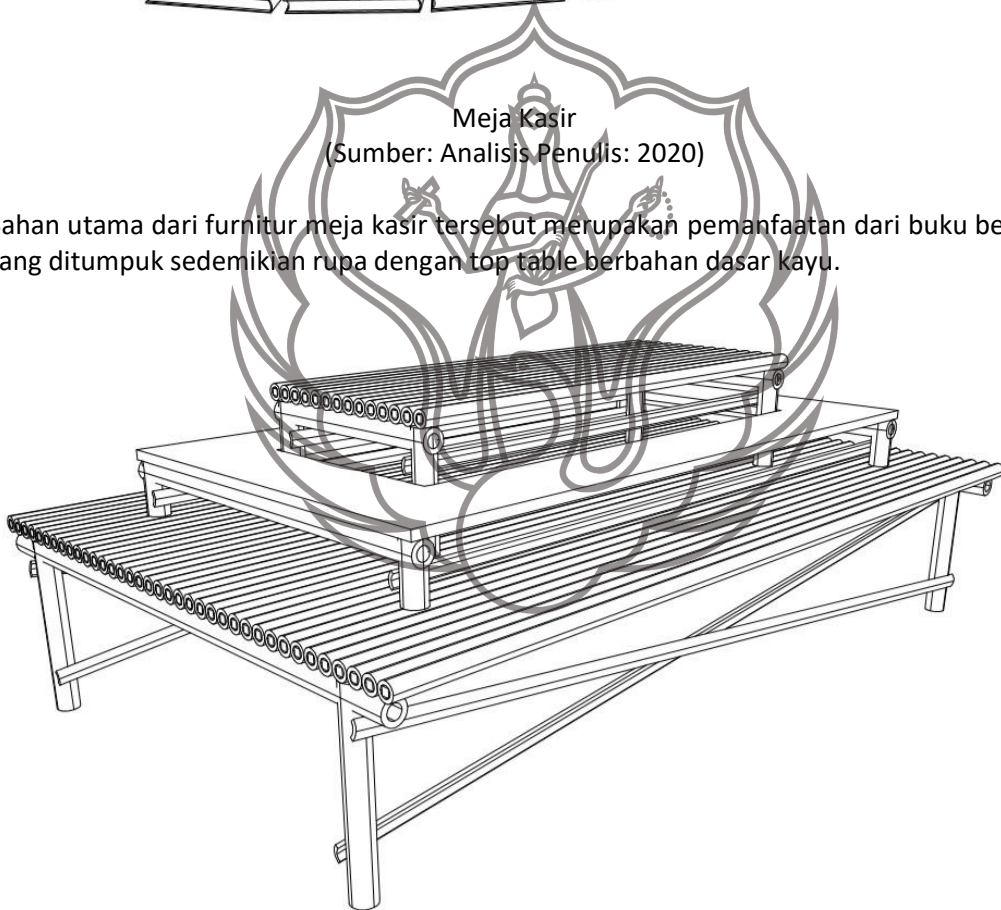 Meja Kasir
(Sumber: Analisis Penulis: 2020)
ahan utama dari furnitur meja kasir tersebut merupakan pemanfaatan dari buku be
ang ditumpuk sedemikian rupa dengan top table berbahan dasar kayu.